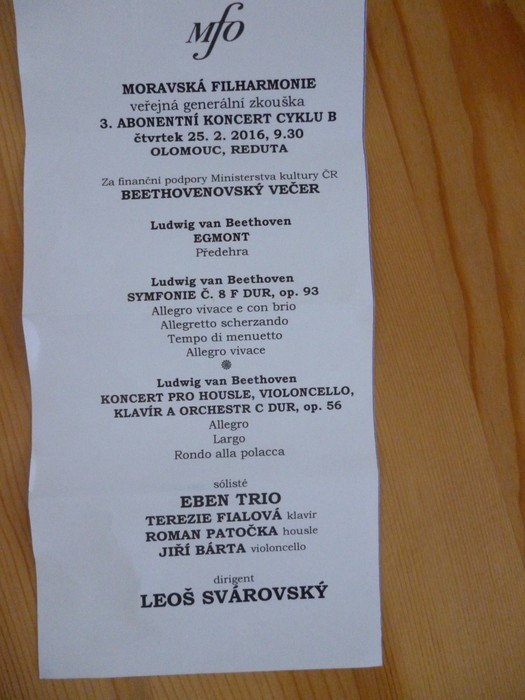 Mfo
MORAVSKÁ FILHARMONIE
veřejná generální zkouška
3. ABONENTNÍ KONCERT CYKLU B
čtvrtek 25. 2. 2016, 9.30
OLOMOUC, REDUTA
Za finanční podpory Ministerstva kultury ČR
BEETHOVENOVSKÝ VEČER
Ludwig van Beethoven
EGMONT
Předehra
Ludwig van Beethoven
SYMFONIE Č. 8 F DUR, op. 93
Allegro vivace e con brio
Allegretto scherzando
Tempo di menuetto
Allegro vivace
Ludwig van Beethoven
KONCERT PRO HOUSLE, VIOLONCELLO,
KLAVÍR A ORCHESTR C DUR, op. 56
Allegro
Largo
Rondo alla polacca
sólisté
EBEN TRIO
TEREZIE FIALOVÁ klavír
ROMAN PATOČKA housle
JIŘÍ BÁRTA violoncello
dirigent
LEOŠ SVÁROVSKÝ